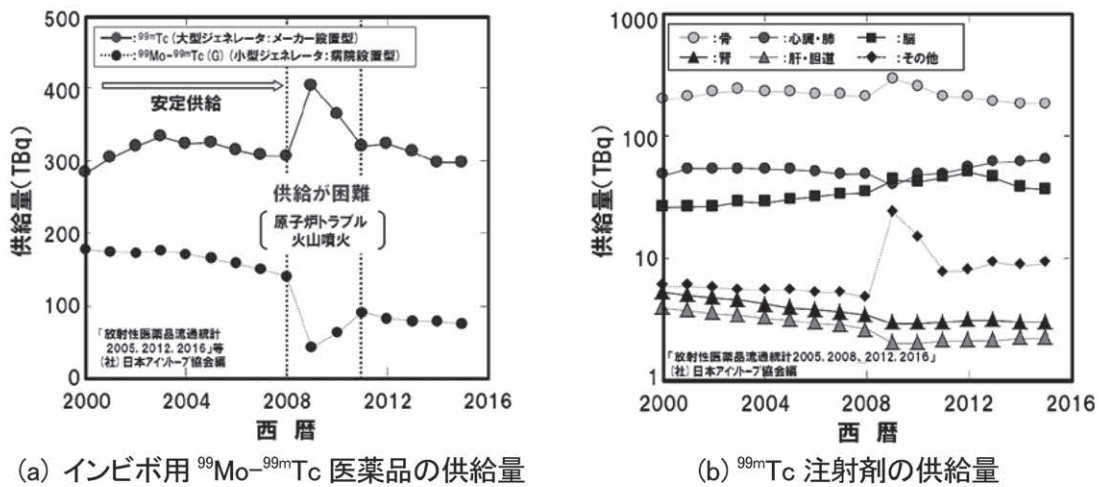 500
400
300
200
100
0
供給量(TBq)
:⁹⁹ᵐTc (大型ジェネレータ:メーカー設置型)
:⁹⁹Mo-⁹⁹ᵐTc(G) (小型ジェネレータ:病院設置型)
安定供給
供給が困難
原子炉トラブル
火山噴火
「放射性医薬品流通統計
2005,2012,2016」等
(社)日本アイソトープ協会編
2000 2004 2008 2012 2016
西 暦
(a) インビボ用 ⁹⁹Mo-⁹⁹ᵐTc 医薬品の供給量
1000
100
10
1
供給量(TBq)
:骨 :心臓・肺 :脳
:腎 :肝・胆道 :その他
「放射性医薬品流通統計2005,2008,2012,2016」
(社)日本アイソトープ協会編
2000 2004 2008 2012 2016
西 暦
(b) ⁹⁹ᵐTc 注射剤の供給量